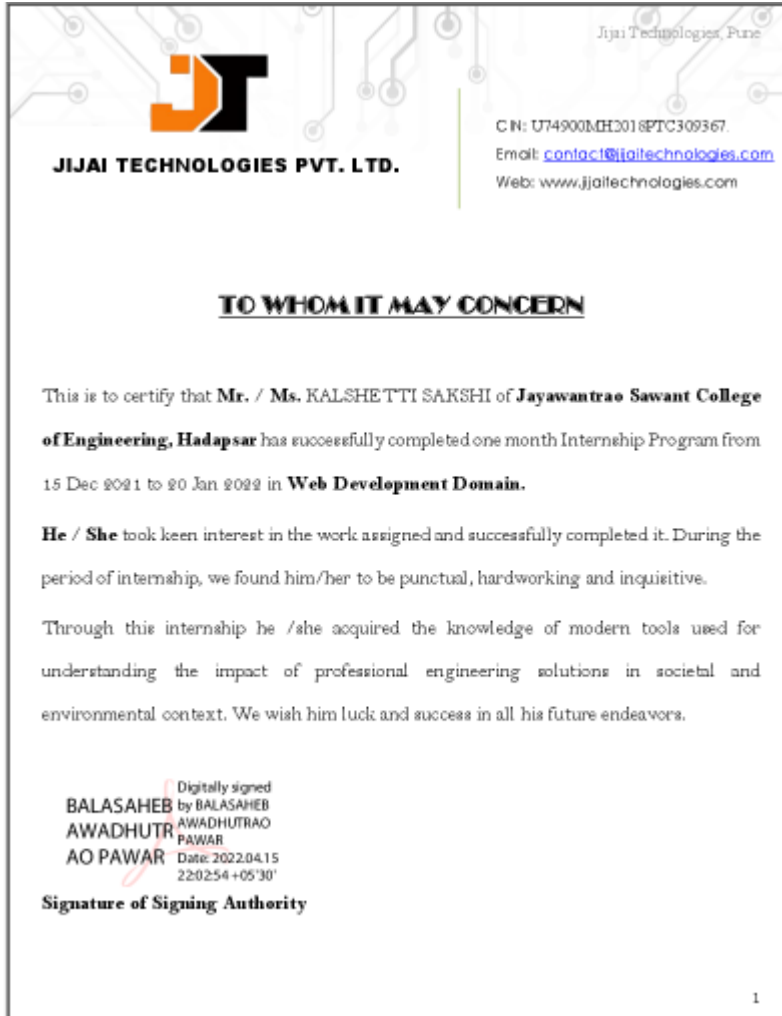 Jijai Technologies, Pune
JT
JIJAI TECHNOLOGIES PVT. LTD.
CIN: U74900MH2018PTC309367.
Email: contact@jijaitechnologies.com
Web: www.jijaitechnologies.com
TO WHOM IT MAY CONCERN
This is to certify that Mr. / Ms. KALSHETTI SAKSHI of Jayawantrao Sawant College
of Engineering, Hadapsar has successfully completed one month Internship Program from
15 Dec 2021 to 20 Jan 2022 in Web Development Domain.
He / She took keen interest in the work assigned and successfully completed it. During the
period of internship, we found him/her to be punctual, hardworking and inquisitive.
Through this internship he /she acquired the knowledge of modern tools used for
understanding the impact of professional engineering solutions in societal and
environmental context. We wish him luck and success in all his future endeavors.
BALASAHEB
AWADHUTR
AO PAWAR
Digitally signed
by BALASAHEB
AWADHUTRAO
PAWAR
Date: 2022.04.15
22:02:54 +05'30'
Signature of Signing Authority
1